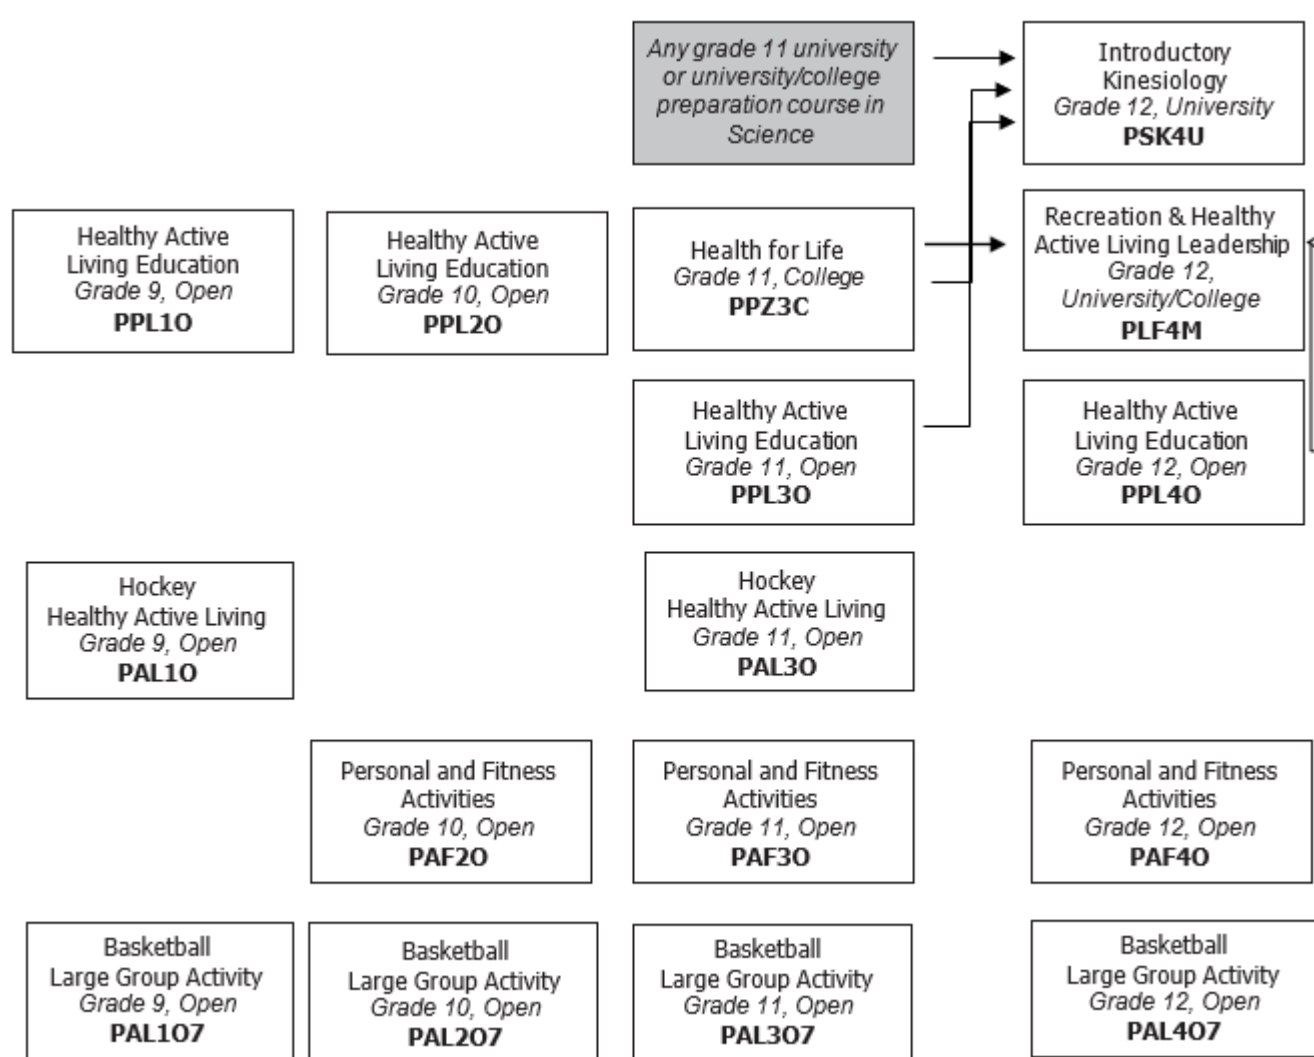 Any grade 11 university
or university/college
preparation course in
Science
Introductory
Kinesiology
Grade 12, University
PSK4U
Healthy Active
Living Education
Grade 9, Open
PPL1O
Healthy Active
Living Education
Grade 10, Open
PPL2O
Health for Life
Grade 11, College
PPZ3C
Recreation & Healthy
Active Living Leadership
Grade 12,
University/College
PLF4M
Healthy Active
Living Education
Grade 11, Open
PPL3O
Healthy Active
Living Education
Grade 12, Open
PPL4O
Hockey
Healthy Active Living
Grade 9, Open
PAL1O
Hockey
Healthy Active Living
Grade 11, Open
PAL3O
Personal and Fitness
Activities
Grade 10, Open
PAF2O
Personal and Fitness
Activities
Grade 11, Open
PAF3O
Personal and Fitness
Activities
Grade 12, Open
PAF4O
Basketball
Large Group Activity
Grade 9, Open
PAL1O7
Basketball
Large Group Activity
Grade 10, Open
PAL2O7
Basketball
Large Group Activity
Grade 11, Open
PAL3O7
Basketball
Large Group Activity
Grade 12, Open
PAL4O7